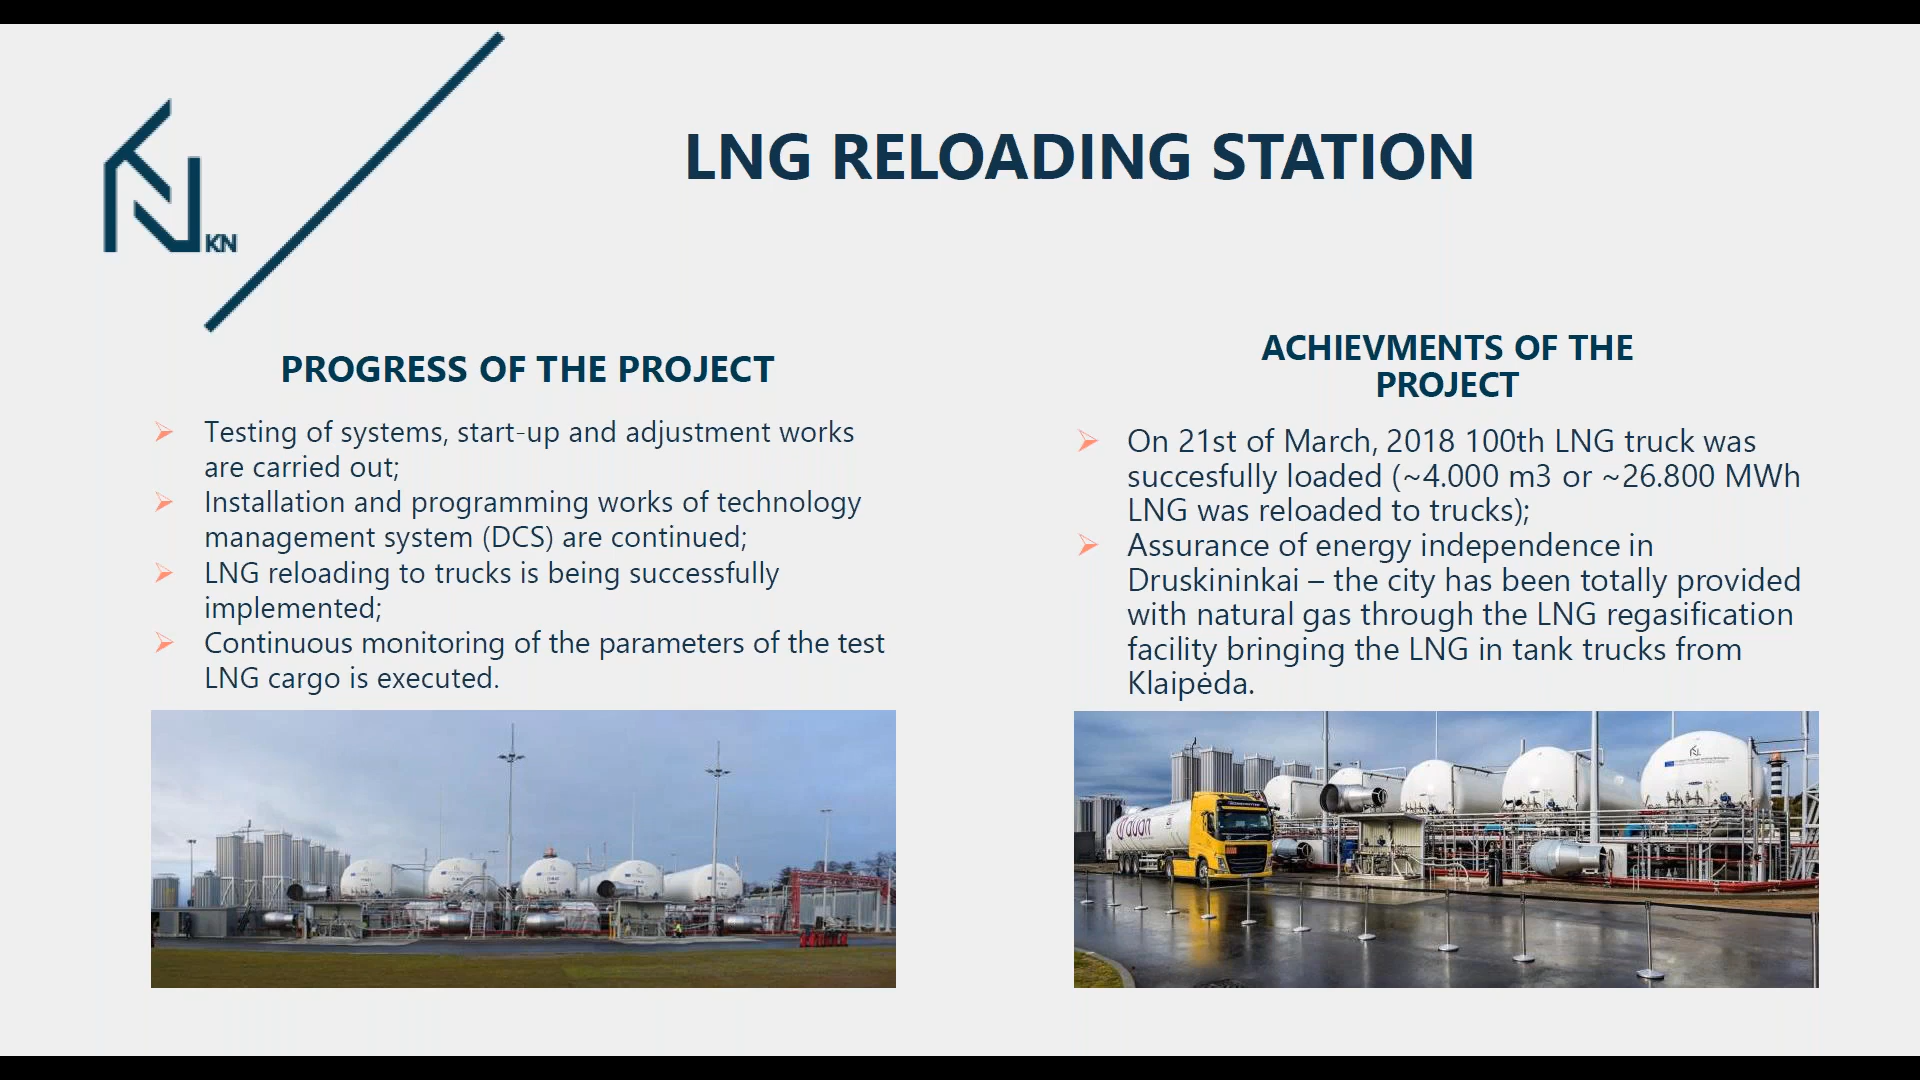 KN
LNG RELOADING STATION
PROGRESS OF THE PROJECT
Testing of systems, start-up and adjustment works
are carried out;
Installation and programming works of technology
management system (DCS) are continued;
LNG reloading to trucks is being successfully
implemented;
Continuous monitoring of the parameters of the test
LNG cargo is executed.
ACHIEVMENTS OF THE
PROJECT
On 21st of March, 2018 100th LNG truck was
succesfully loaded (~4.000 m3 or ~26.800 MWh
LNG was reloaded to trucks);
Assurance of energy independence in
Druskininkai – the city has been totally provided
with natural gas through the LNG regasification
facility bringing the LNG in tank trucks from
Klaipėda.
duon